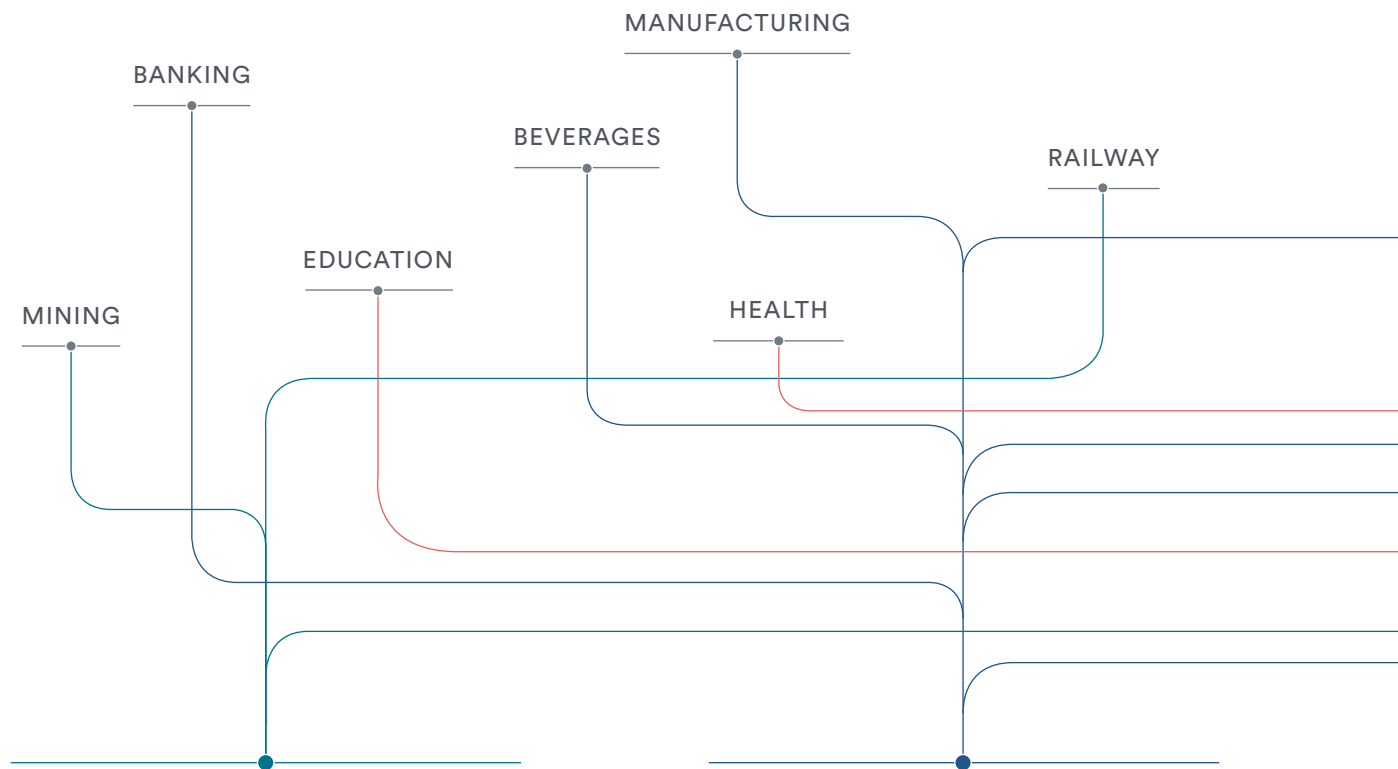 MANUFACTURING
BANKING
BEVERAGES
RAILWAY
EDUCATION
HEALTH
MINING